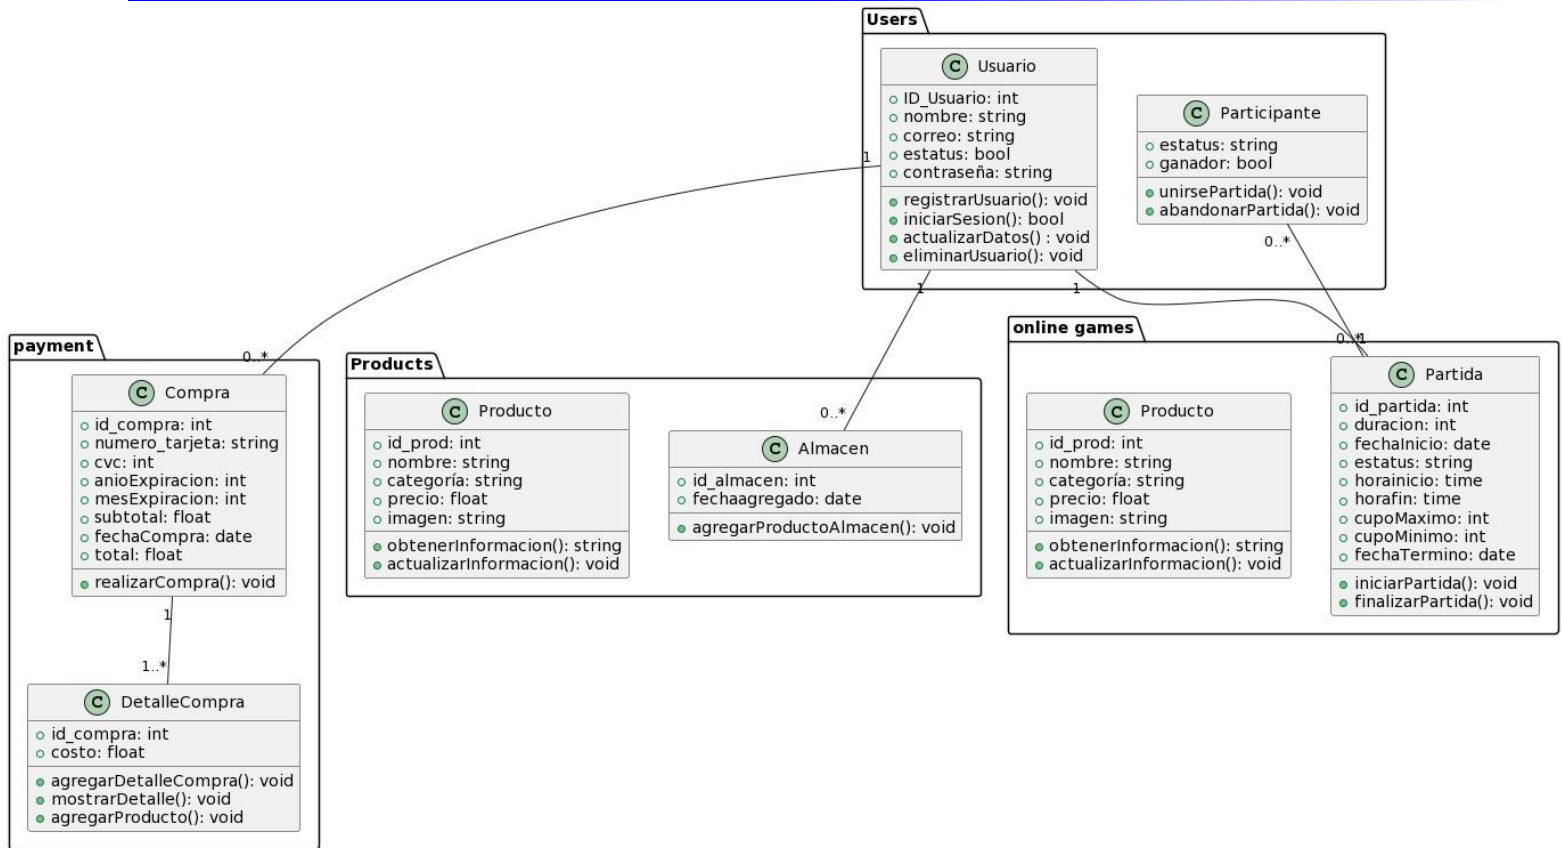 Users
C Usuario
ID_Usuario: int
nombre: string
correo: string
estatus: bool
contraseña: string
registrarUsuario(): void
iniciarSesion(): bool
actualizarDatos() : void
eliminarUsuario(): void
C Participante
estatus: string
ganador: bool
unirsePartida(): void
abandonarPartida(): void
1
1
1
0..*
0..*
0..*
0..*
1
payment
C Compra
id_compra: int
numero_tarjeta: string
cvc: int
anioExpiracion: int
mesExpiracion: int
subtotal: float
fechaCompra: date
total: float
realizarCompra(): void
1
1..*
C DetalleCompra
id_compra: int
costo: float
agregarDetalleCompra(): void
mostrarDetalle(): void
agregarProducto(): void
Products
C Producto
id_prod: int
nombre: string
categoría: string
precio: float
imagen: string
obtenerInformacion(): string
actualizarInformacion(): void
C Almacen
id_almacen: int
fechaagregado: date
agregarProductoAlmacen(): void
online games
C Producto
id_prod: int
nombre: string
categoría: string
precio: float
imagen: string
obtenerInformacion(): string
actualizarInformacion(): void
C Partida
id_partida: int
duracion: int
fechaInicio: date
estatus: string
horainicio: time
horafin: time
cupoMaximo: int
cupoMinimo: int
fechaTermino: date
iniciarPartida(): void
finalizarPartida(): void